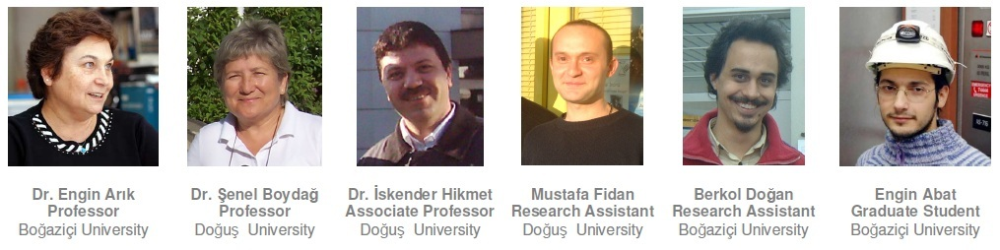 Dr. Engin Arık
Professor
Boğaziçi University
Dr. Şenel Boydağ
Professor
Doğuş University
Dr. İskender Hikmet
Associate Professor
Doğuş University
Mustafa Fidan
Research Assistant
Doğuş University
Berkol Doğan
Research Assistant
Boğaziçi University
Engin Abat
Graduate Student
Boğaziçi University